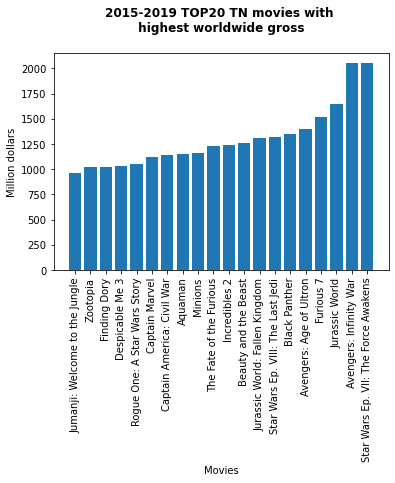 2015-2019 TOP20 TN movies with
highest worldwide gross
Million dollars
2000
1750
1500
1250
1000
750
500
250
0
Jumanji: Welcome to the Jungle
Zootopia
Finding Dory
Despicable Me 3
Rogue One: A Star Wars Story
Captain Marvel
Captain America: Civil War
Aquaman
Minions
The Fate of the Furious
Incredibles 2
Beauty and the Beast
Jurassic World: Fallen Kingdom
Star Wars Ep. VIII: The Last Jedi
Black Panther
Avengers: Age of Ultron
Furious 7
Jurassic World
Avengers: Infinity War
Star Wars Ep. VII: The Force Awakens
Movies